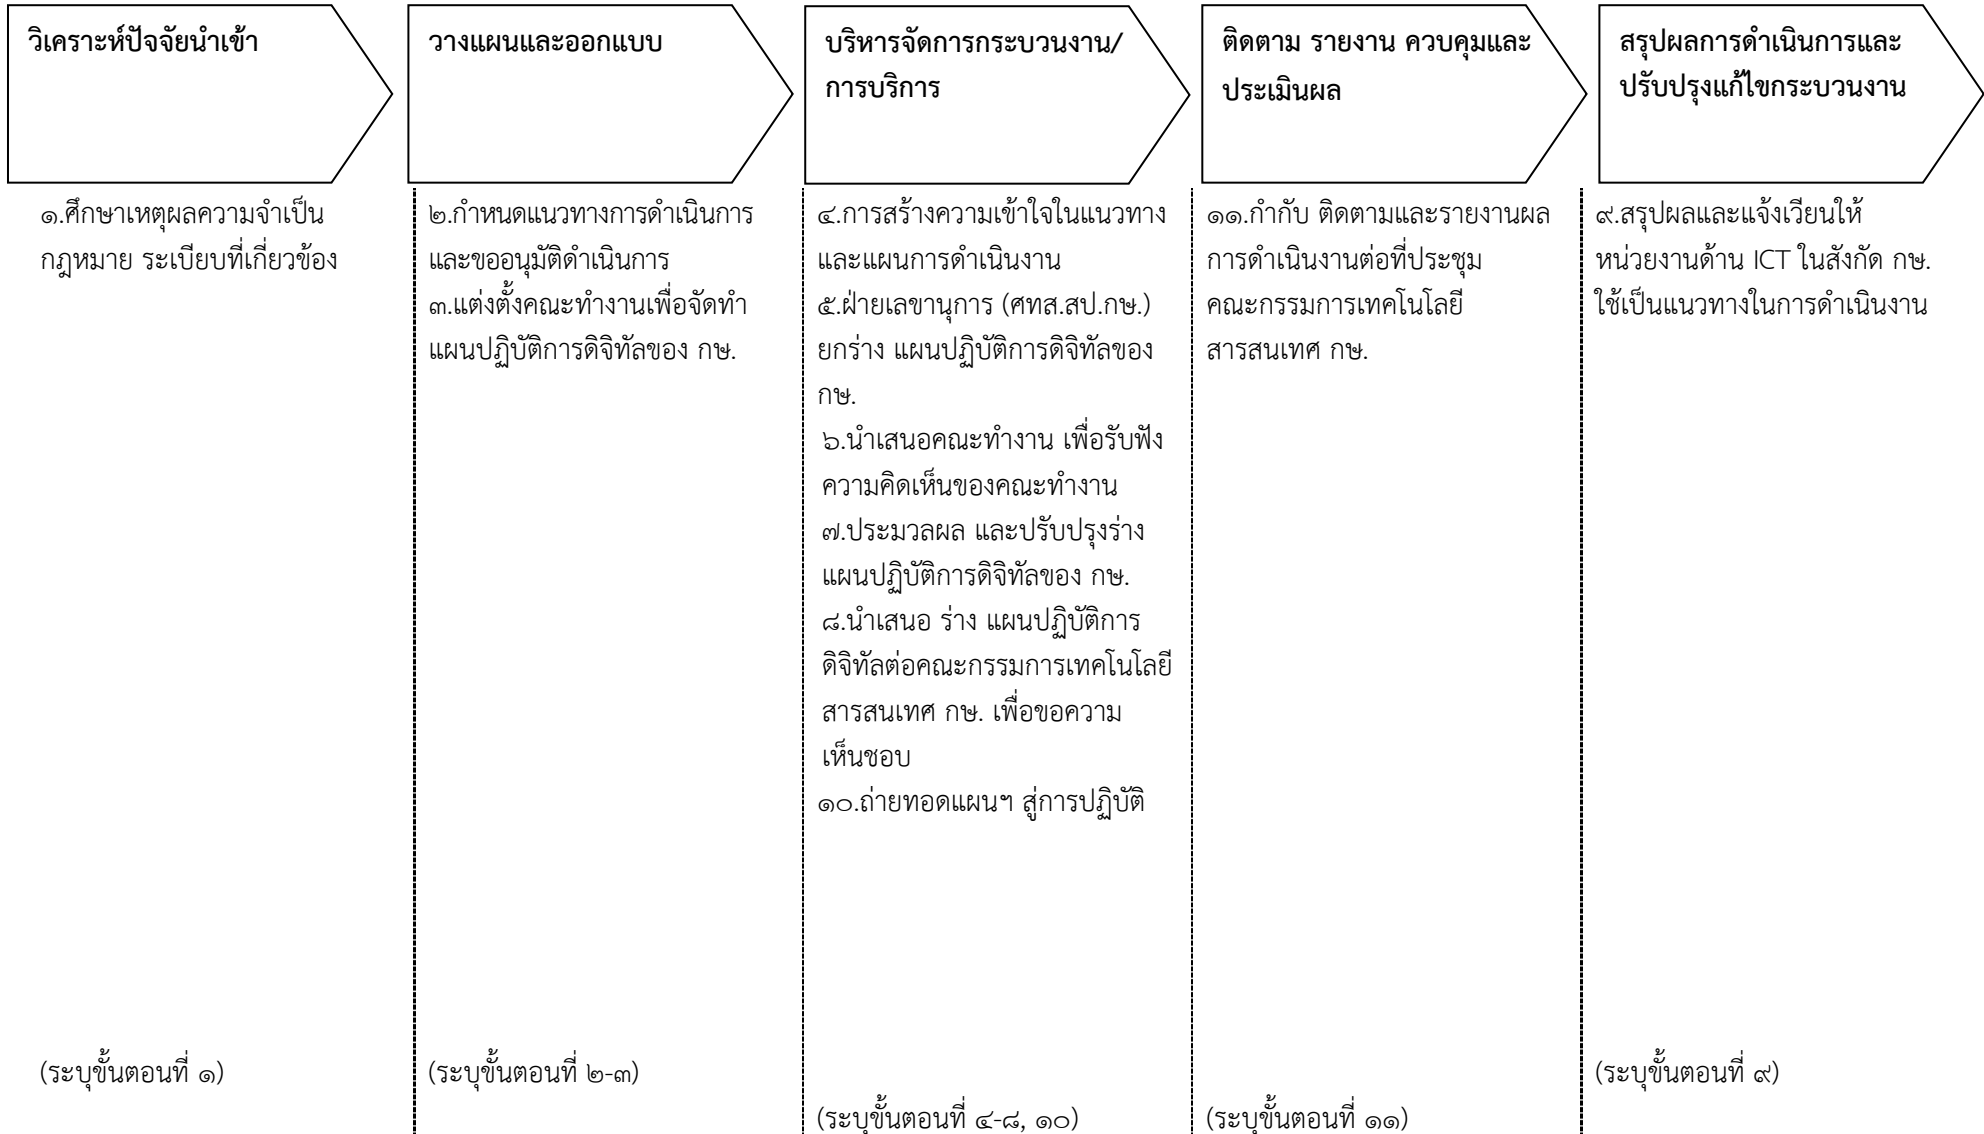 วิเคราะห์ปัจจัยนำเข้า
๑.ศึกษาเหตุผลความจำเป็น
กฎหมาย ระเบียบที่เกี่ยวข้อง
(ระบุขั้นตอนที่ ๑)
วางแผนและออกแบบ
๒.กำหนดแนวทางการดำเนินการ
และขออนุมัติดำเนินการ
๓.แต่งตั้งคณะทำงานเพื่อจัดทำ
แผนปฏิบัติการดิจิทัลของ กษ.
(ระบุขั้นตอนที่ ๒-๓)
บริหารจัดการกระบวนงาน/
การบริการ
๔.การสร้างความเข้าใจในแนวทาง
และแผนการดำเนินงาน
๕.ฝ่ายเลขานุการ (ศทส.สป.กษ.)
ยกร่าง แผนปฏิบัติการดิจิทัลของ
กษ.
๖.นำเสนอคณะทำงาน เพื่อรับฟัง
ความคิดเห็นของคณะทำงาน
๗.ประมวลผล และปรับปรุงร่าง
แผนปฏิบัติการดิจิทัลของ กษ.
๘.นำเสนอ ร่าง แผนปฏิบัติการ
ดิจิทัลต่อคณะกรรมการเทคโนโลยี
สารสนเทศ กษ. เพื่อขอความ
เห็นชอบ
๑๐.ถ่ายทอดแผนฯ สู่การปฏิบัติ
(ระบุขั้นตอนที่ ๔-๘, ๑๐)
ติดตาม รายงาน ควบคุมและ
ประเมินผล
๑๑.กำกับ ติดตามและรายงานผล
การดำเนินงานต่อที่ประชุม
คณะกรรมการเทคโนโลยี
สารสนเทศ กษ.
(ระบุขั้นตอนที่ ๑๑)
สรุปผลการดำเนินการและ
ปรับปรุงแก้ไขกระบวนงาน
๙.สรุปผลและแจ้งเวียนให้
หน่วยงานด้าน ICT ในสังกัด กษ.
ใช้เป็นแนวทางในการดำเนินงาน
(ระบุขั้นตอนที่ ๙)